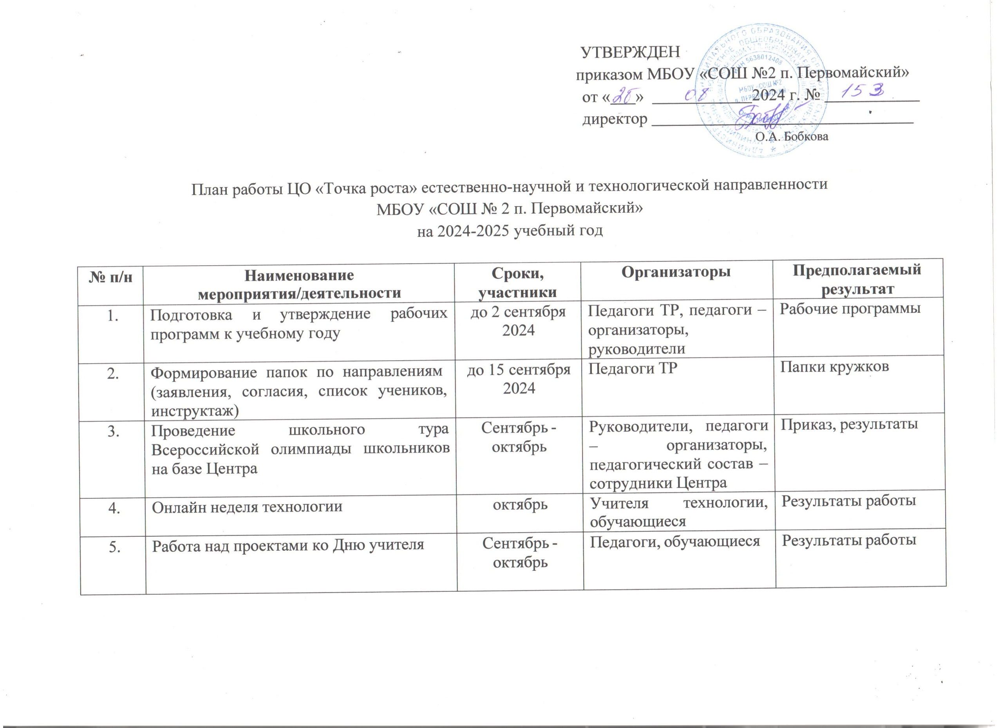 УТВЕРЖДЕН
приказом МБОУ «СОШ №2 п. Первомайский»
от «» 08 2024 г. № 153
директор
О.А. Бобкова
ИНН 5638012408
МБОУ «СОШ №2
п. ПЕРВОМАЙСКИЙ»
План работы ЦО «Точка роста» естественно-научной и технологической направленности
МБОУ «СОШ № 2 п. Первомайский»
на 2024-2025 учебный год
№ п/н
Наименование
мероприятия/деятельности
Сроки,
участники
Организаторы
Предполагаемый
результат
1.
Подготовка и утверждение рабочих
программ к учебному году
до 2 сентября
2024
Педагоги ТР, педагоги –
организаторы,
руководители
Рабочие программы
2.
Формирование папок по направлениям
(заявления, согласия, список учеников,
инструктаж)
до 15 сентября
2024
Педагоги ТР
Папки кружков
3.
Проведение школьного тура
Всероссийской олимпиады школьников
на базе Центра
Сентябрь -
октябрь
Руководители, педагоги
– организаторы,
педагогический состав –
сотрудники Центра
Приказ, результаты
4.
Онлайн неделя технологии
октябрь
Учителя технологии,
обучающиеся
Результаты работы
5.
Работа над проектами ко Дню учителя
Сентябрь -
октябрь
Педагоги, обучающиеся
Результаты работы